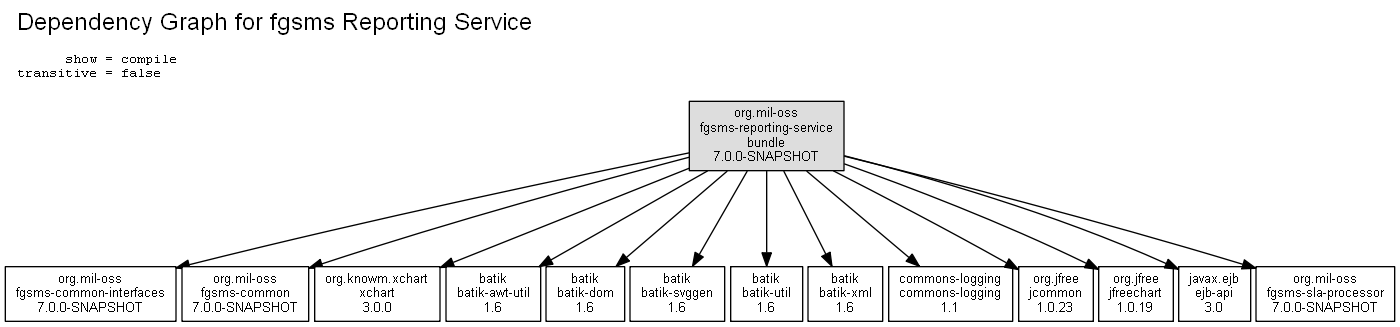 Dependency Graph for fgsms Reporting Service
show = compile
transitive = false
org.mil-oss
fgsms-reporting-service
bundle
7.0.0-SNAPSHOT
org.mil-oss
fgsms-common-interfaces
7.0.0-SNAPSHOT
org.mil-oss
fgsms-common
7.0.0-SNAPSHOT
org.knowm.xchart
xchart
3.0.0
batik
batik-awt-util
1.6
batik
batik-dom
1.6
batik
batik-svggen
1.6
batik
batik-util
1.6
batik
batik-xml
1.6
commons-logging
commons-logging
1.1
org.jfree
jcommon
1.0.23
org.jfree
jfreechart
1.0.19
javax.ejb
ejb-api
3.0
org.mil-oss
fgsms-sla-processor
7.0.0-SNAPSHOT